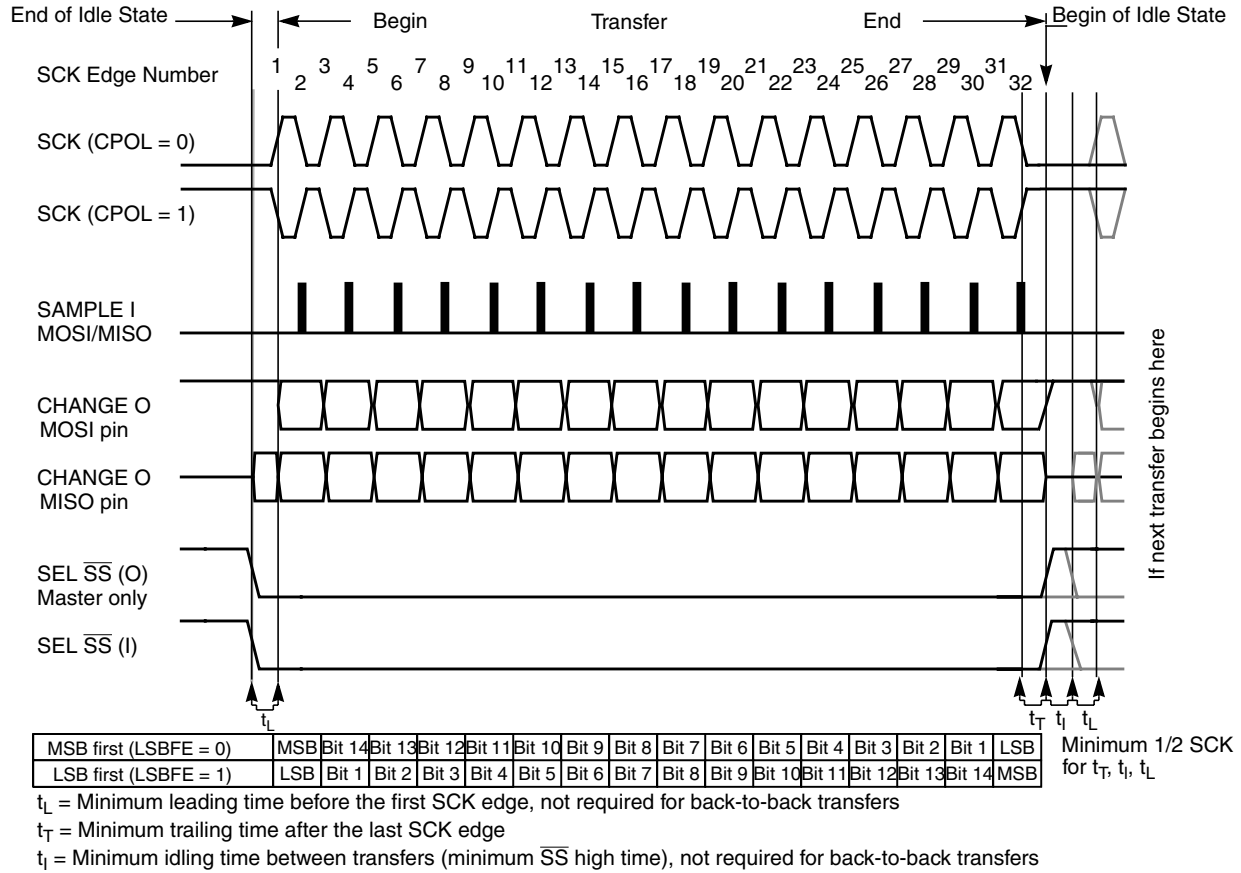 End of Idle State
Begin
Transfer
End
Begin of Idle State
SCK Edge Number
1 2 3 4 5 6 7 8 9 10 11 12 13 14 15 16 17 18 19 20 21 22 23 24 25 26 27 28 29 30 31 32
SCK (CPOL = 0)
SCK (CPOL = 1)
SAMPLE I
MOSI/MISO
CHANGE O
MOSI pin
CHANGE O
MISO pin
SEL SS (O)
Master only
SEL SS (I)
If next transfer begins here
tL
tT tI tL
MSB first (LSBFE = 0) MSB Bit 14 Bit 13 Bit 12 Bit 11 Bit 10 Bit 9 Bit 8 Bit 7 Bit 6 Bit 5 Bit 4 Bit 3 Bit 2 Bit 1 LSB
LSB first (LSBFE = 1) LSB Bit 1 Bit 2 Bit 3 Bit 4 Bit 5 Bit 6 Bit 7 Bit 8 Bit 9 Bit 10 Bit 11 Bit 12 Bit 13 Bit 14 MSB
Minimum 1/2 SCK
for tT, tI, tL
tL = Minimum leading time before the first SCK edge, not required for back-to-back transfers
tT = Minimum trailing time after the last SCK edge
tI = Minimum idling time between transfers (minimum SS high time), not required for back-to-back transfers